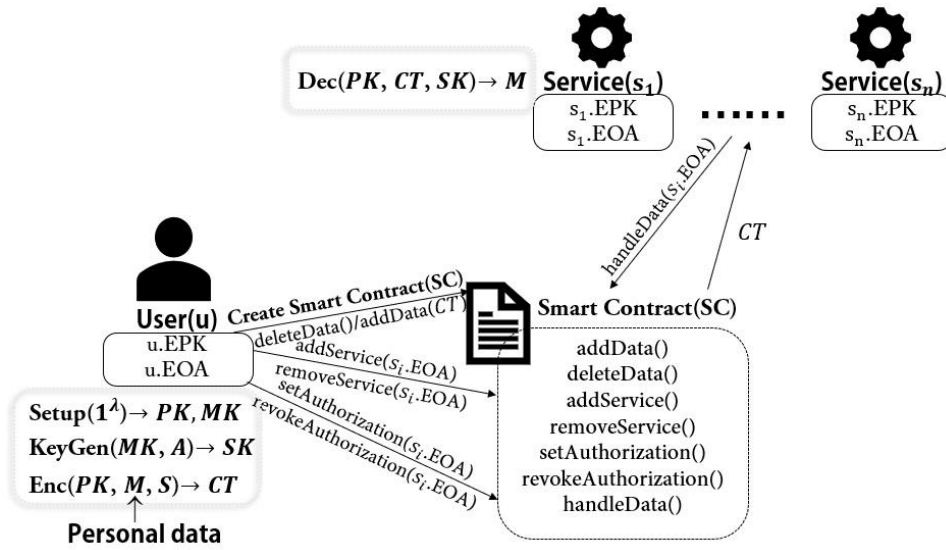 Dec(PK, CT, SK)→ M
Service(s₁)
s₁.EPK
s₁.EOA
......
Service(sₙ)
sₙ.EPK
sₙ.EOA
handleData(sᵢ.EOA)
CT
User(u)
u.EPK
u.EOA
Create Smart Contract(SC)
deleteData()/addData(CT)
addService(sᵢ.EOA)
removeService(sᵢ.EOA)
setAuthorization(sᵢ.EOA)
revokeAuthorization(sᵢ.EOA)
Smart Contract(SC)
addData()
deleteData()
addService()
removeService()
setAuthorization()
revokeAuthorization()
handleData()
Setup(1^λ)→ PK, MK
KeyGen(MK, A)→ SK
Enc(PK, M, S)→ CT
Personal data